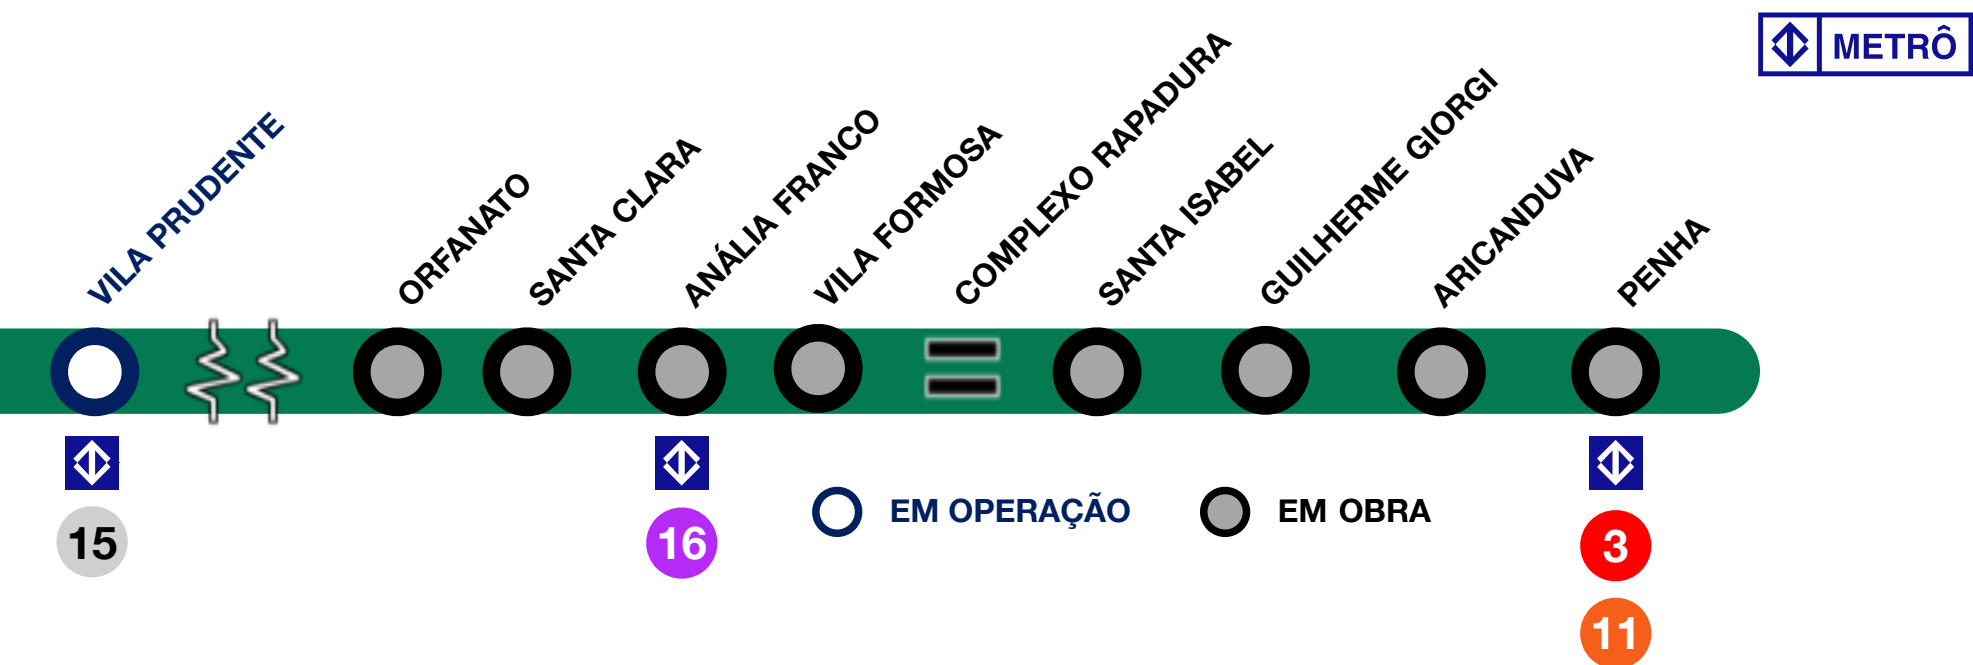 METRÔ
VILA PRUDENTE
ORFANATO
SANTA CLARA
ANÁLIA FRANCO
VILA FORMOSA
COMPLEXO RAPADURA
SANTA ISABEL
GUILHERME GIORGI
ARICANDUVA
PENHA
15
16
EM OPERAÇÃO
EM OBRA
3
11